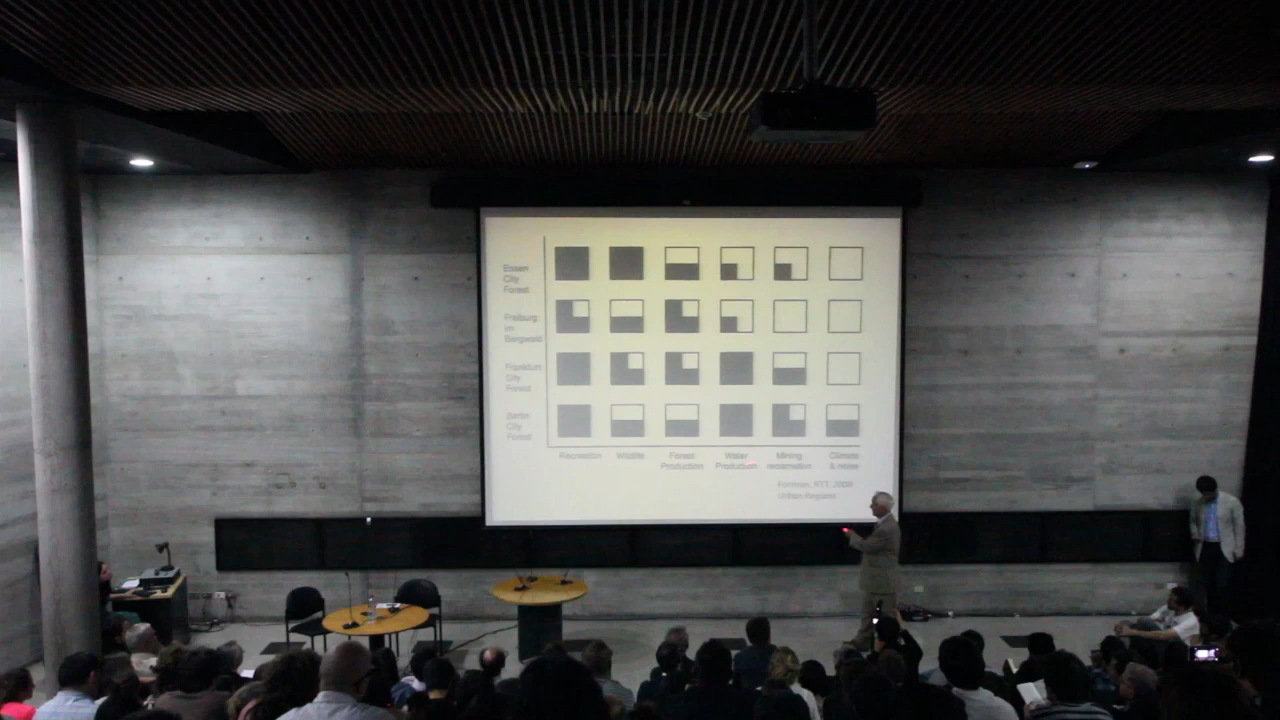 Essen
City
Forest
Freiburg
im
Bergwald
Frankfurt
City
Forest
Berlin
City
Forest
Recreation Wildlife Forest Water Mining Climate
Production Production reclamation & noise
Forman, RTT, 2008
Urban Regions